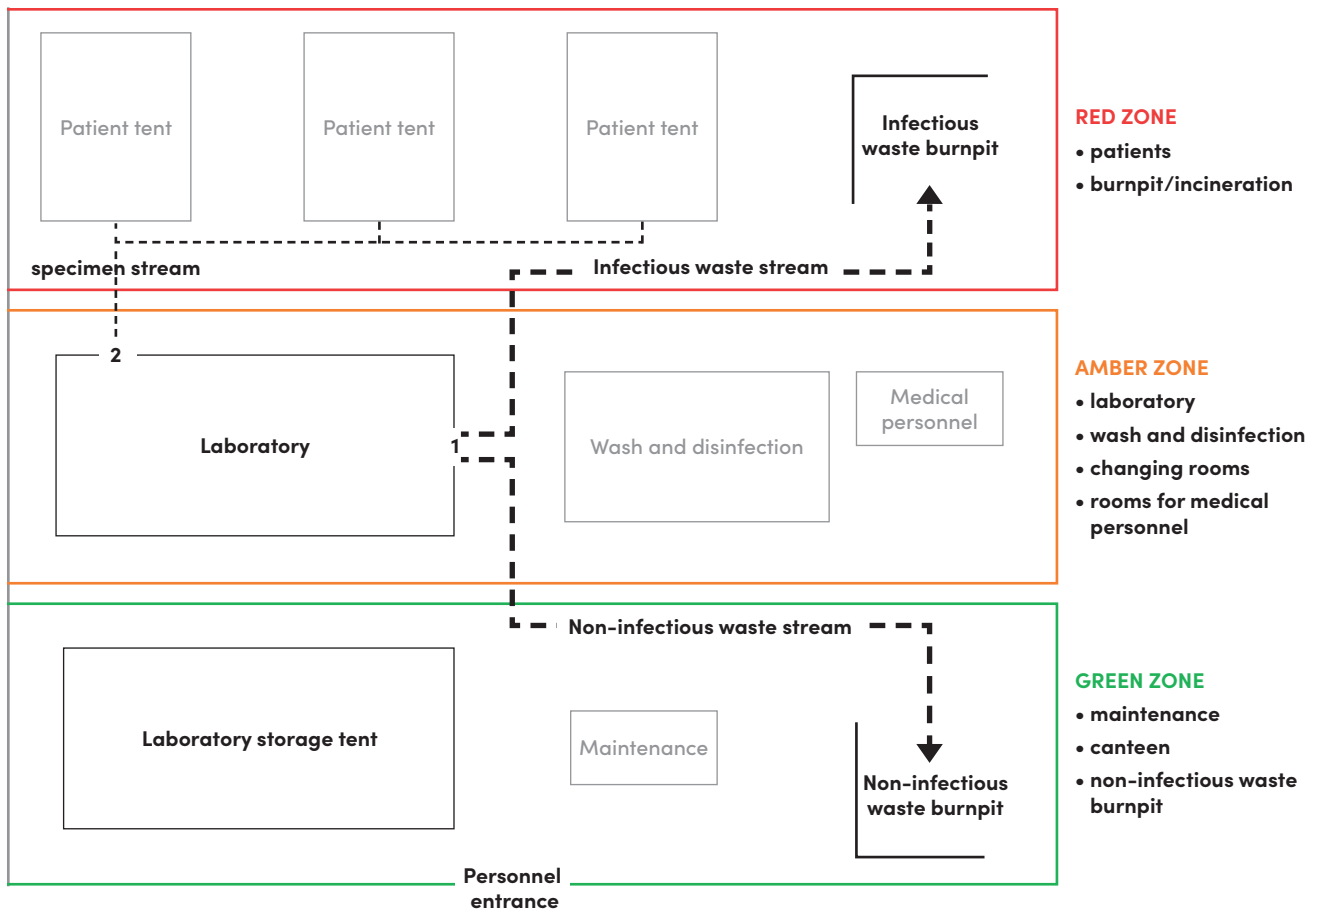 Patient tent
Patient tent
Patient tent
Infectious
waste burnpit
specimen stream
Infectious waste stream
RED ZONE
• patients
• burnpit/incineration
2
Laboratory
1
Wash and disinfection
Medical
personnel
AMBER ZONE
• laboratory
• wash and disinfection
• changing rooms
• rooms for medical
personnel
Non-infectious waste stream
Laboratory storage tent
Maintenance
Non-infectious
waste burnpit
Personnel
entrance
GREEN ZONE
• maintenance
• canteen
• non-infectious waste
burnpit